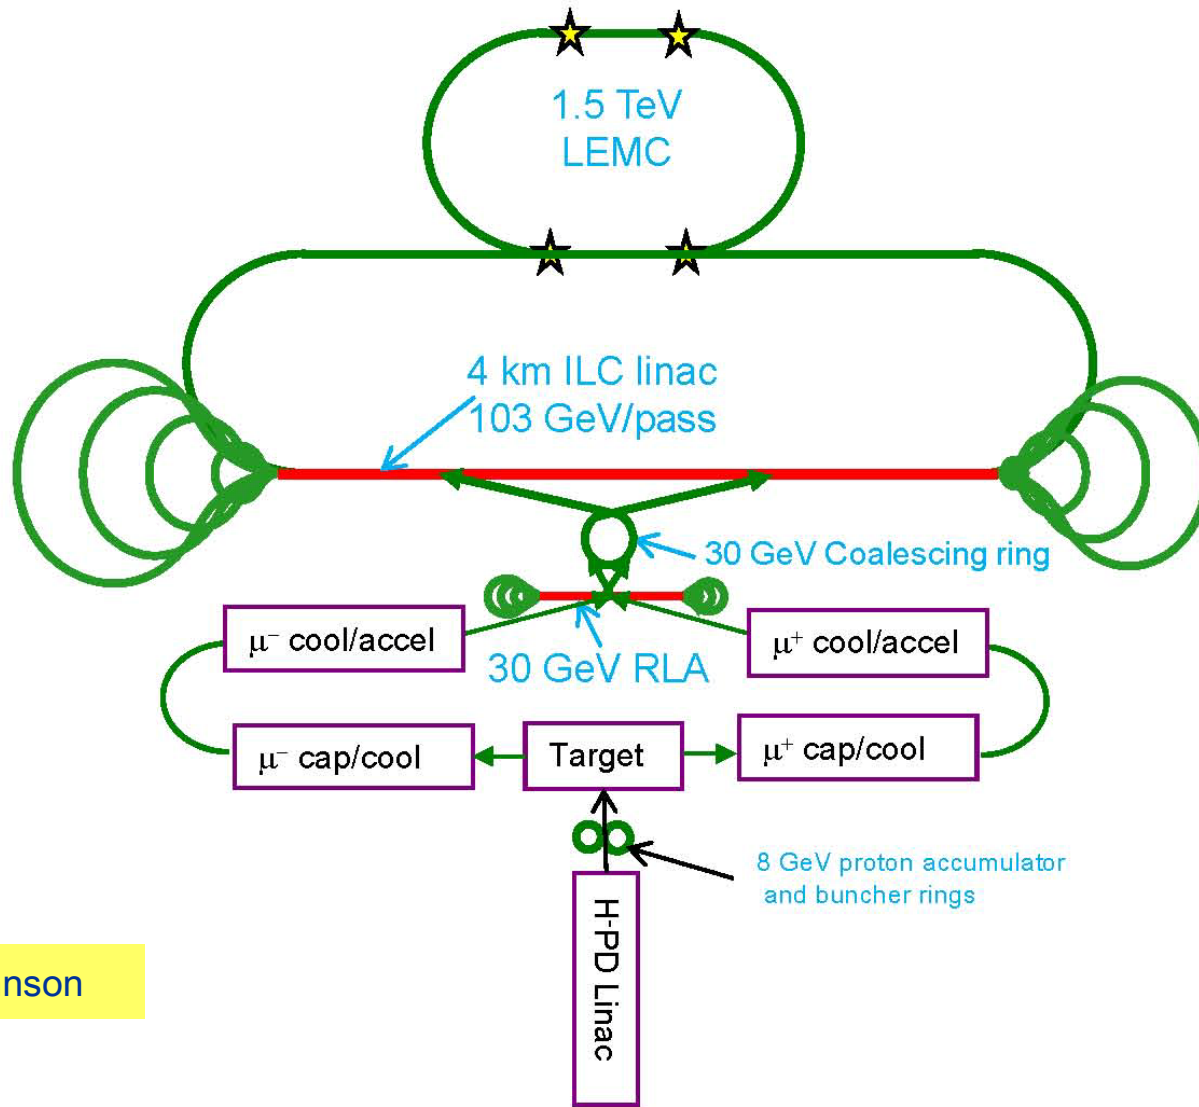 1.5 TeV
LEMC
4 km ILC linac
103 GeV/pass
30 GeV Coalescing ring
μ⁻ cool/accel
μ⁺ cool/accel
30 GeV RLA
μ⁻ cap/cool
Target
μ⁺ cap/cool
8 GeV proton accumulator
and buncher rings
H-PD Linac
nson